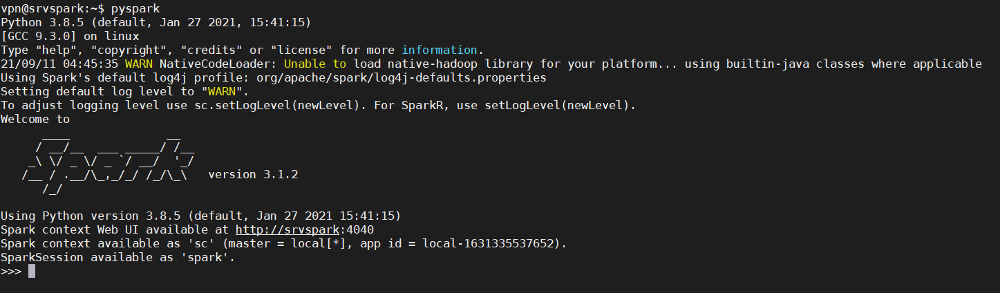 vpn@srvspark:~$ pyspark
Python 3.8.5 (default, Jan 27 2021, 15:41:15)
[GCC 9.3.0] on linux
Type "help", "copyright", "credits" or "license" for more information.
21/09/11 04:45:35 WARN NativeCodeLoader: Unable to load native-hadoop library for your platform... using builtin-java classes where applicable
Using Spark's default log4j profile: org/apache/spark/log4j-defaults.properties
Setting default log level to "WARN".
To adjust logging level use sc.setLogLevel(newLevel). For SparkR, use setLogLevel(newLevel).
Welcome to
      ____              __
     / __/__  ___ _____/ /__
    _\ \/ _ \/ _ `/ __/  '_/
   /__ / .__/\_,_/_/ /_/\_\   version 3.1.2
      /_/
Using Python version 3.8.5 (default, Jan 27 2021 15:41:15)
Spark context Web UI available at http://srvspark:4040
Spark context available as 'sc' (master = local[*], app id = local-1631335537652).
SparkSession available as 'spark'.
>>>